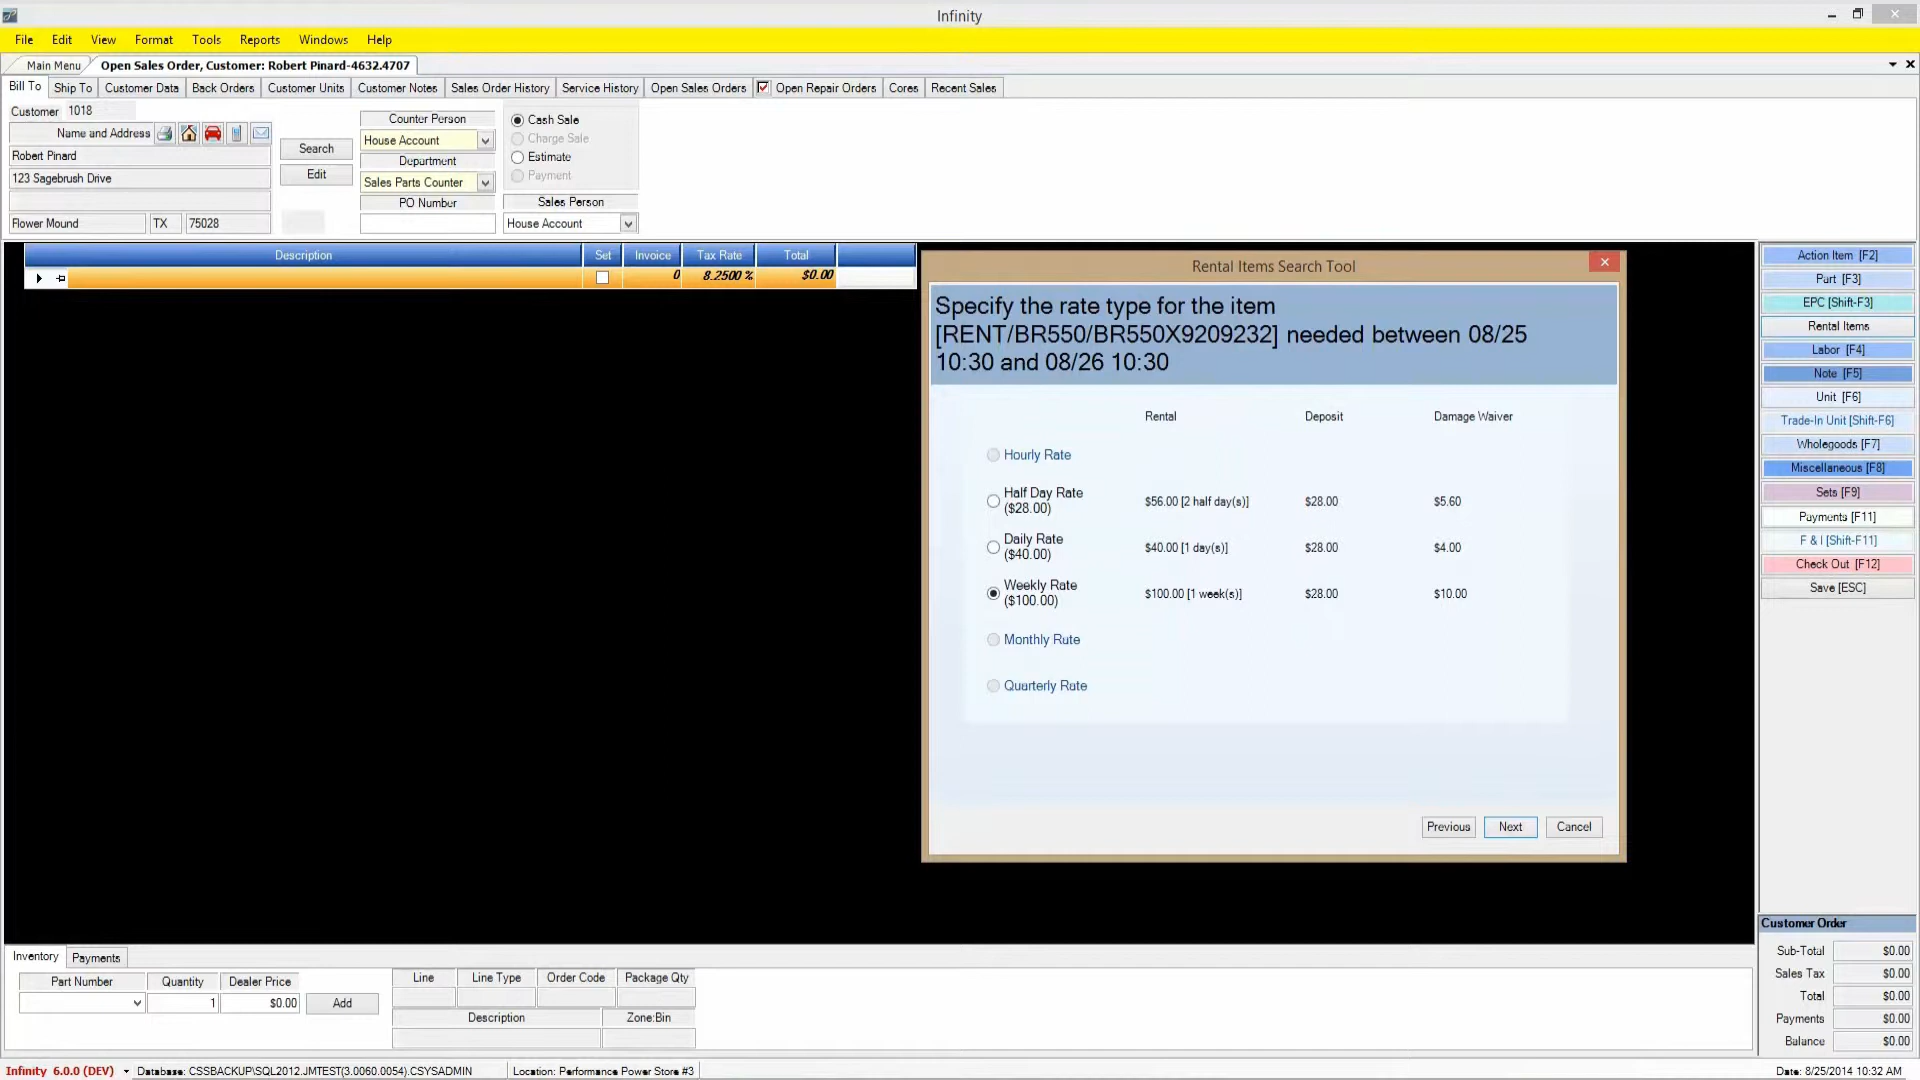 Infinity
File Edit View Format Tools Reports Windows Help
Main Menu Open Sales Order, Customer: Robert Pinard-4632.4707
Bill To Ship To Customer Data Back Orders Customer Units Customer Notes Sales Order History Service History Open Sales Orders Open Repair Orders Cores Recent Sales
Customer 1018
Name and Address
Robert Pinard
123 Sagebrush Drive
Flower Mound TX 75028
Search
Edit
Counter Person
House Account
Department
Sales Parts Counter
PO Number
Cash Sale
Charge Sale
Estimate
Payment
Sales Person
House Account
Description Set Invoice Tax Rate Total
0 8.2500 % $0.00
Rental Items Search Tool
Specify the rate type for the item
[RENT/BR550/BR550X9209232] needed between 08/25
10:30 and 08/26 10:30
Rental Deposit Damage Waiver
Hourly Rate
Half Day Rate
($28.00)
$56.00 [2 half day(s)] $28.00 $5.60
Daily Rate
($40.00)
$40.00 [1 day(s)] $28.00 $4.00
Weekly Rate
($100.00)
$100.00 [1 week(s)] $28.00 $10.00
Monthly Rate
Quarterly Rate
Previous Next Cancel
Action Item [F2]
Part [F3]
EPC [Shift-F3]
Rental Items
Labor [F4]
Note [F5]
Unit [F6]
Trade-In Unit [Shift-F6]
Wholegoods [F7]
Miscellaneous [F8]
Sets [F9]
Payments [F11]
F & I [Shift-F11]
Check Out [F12]
Save [ESC]
Customer Order
Sub-Total $0.00
Sales Tax $0.00
Total $0.00
Payments $0.00
Balance $0.00
Inventory Payments
Part Number Quantity Dealer Price
1 $0.00 Add
Line Line Type Order Code Package Qty
Description Zone:Bin
Infinity 6.0.0 (DEV) Database: CSSBACKUP\SQL2012.JMTEST(3.0060.0054).CSYSADMIN Location: Performance Power Store #3 Date: 8/25/2014 10:32 AM